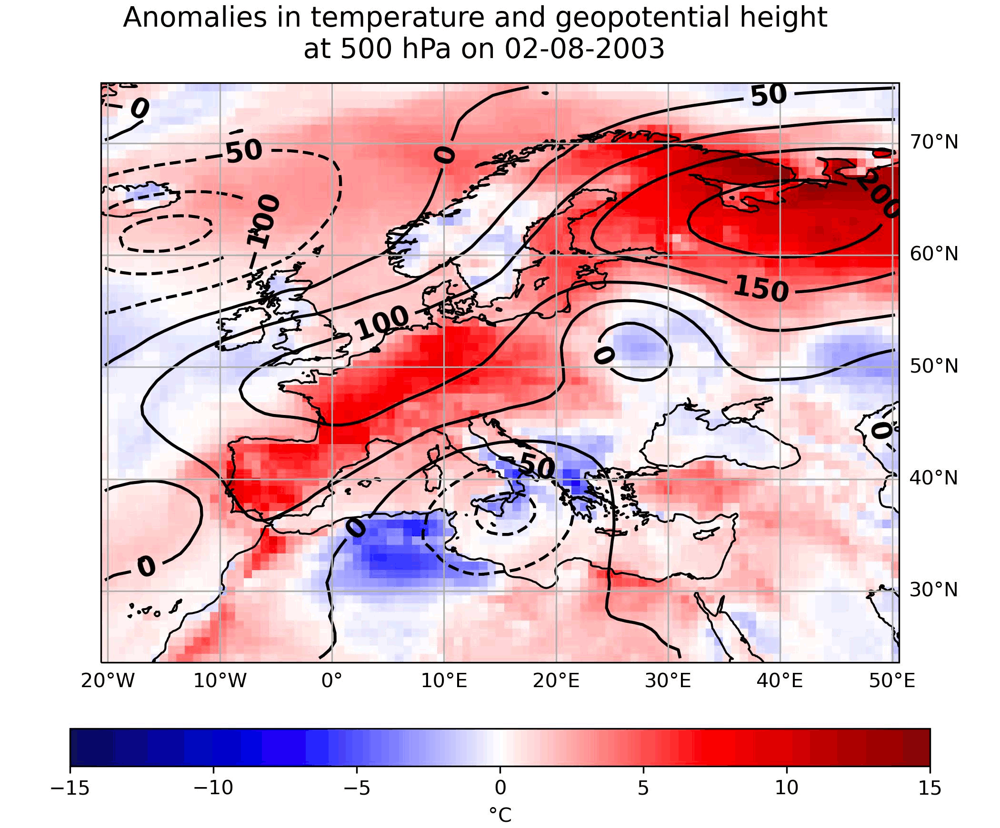 Anomalies in temperature and geopotential height
at 500 hPa on 02-08-2003
50
0
50
0
70°N
200
100
60°N
150
100
50°N
0
0
50
40°N
0
0
30°N
20°W 10°W 0° 10°E 20°E 30°E 40°E 50°E
−15 −10 −5 0 5 10 15
°C